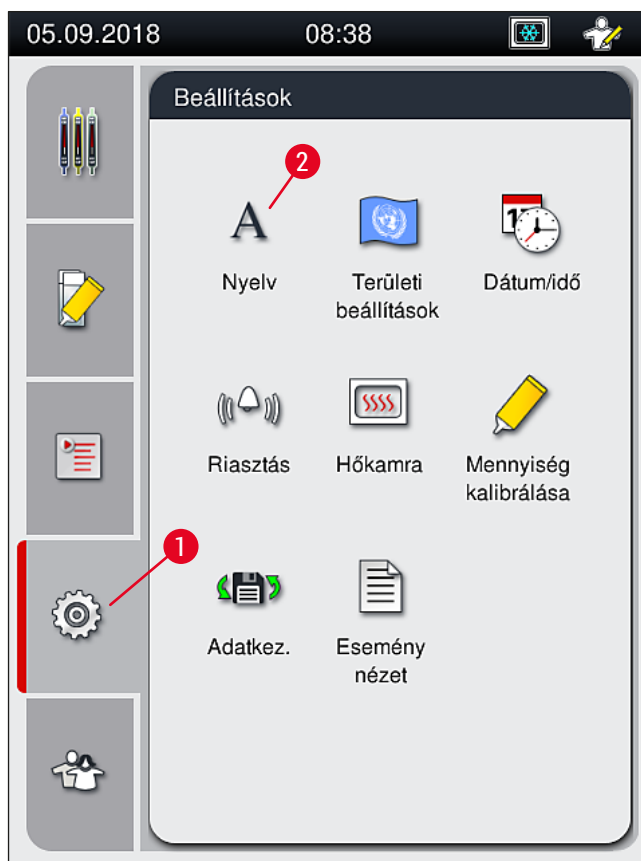 05.09.2018 08:38
Beállítások
2
A
Nyelv
Területi
beállítások
17
Dátum/idő
Riasztás
Hőkamra
Mennyiség
kalibrálása
1
Adatkez.
Esemény
nézet